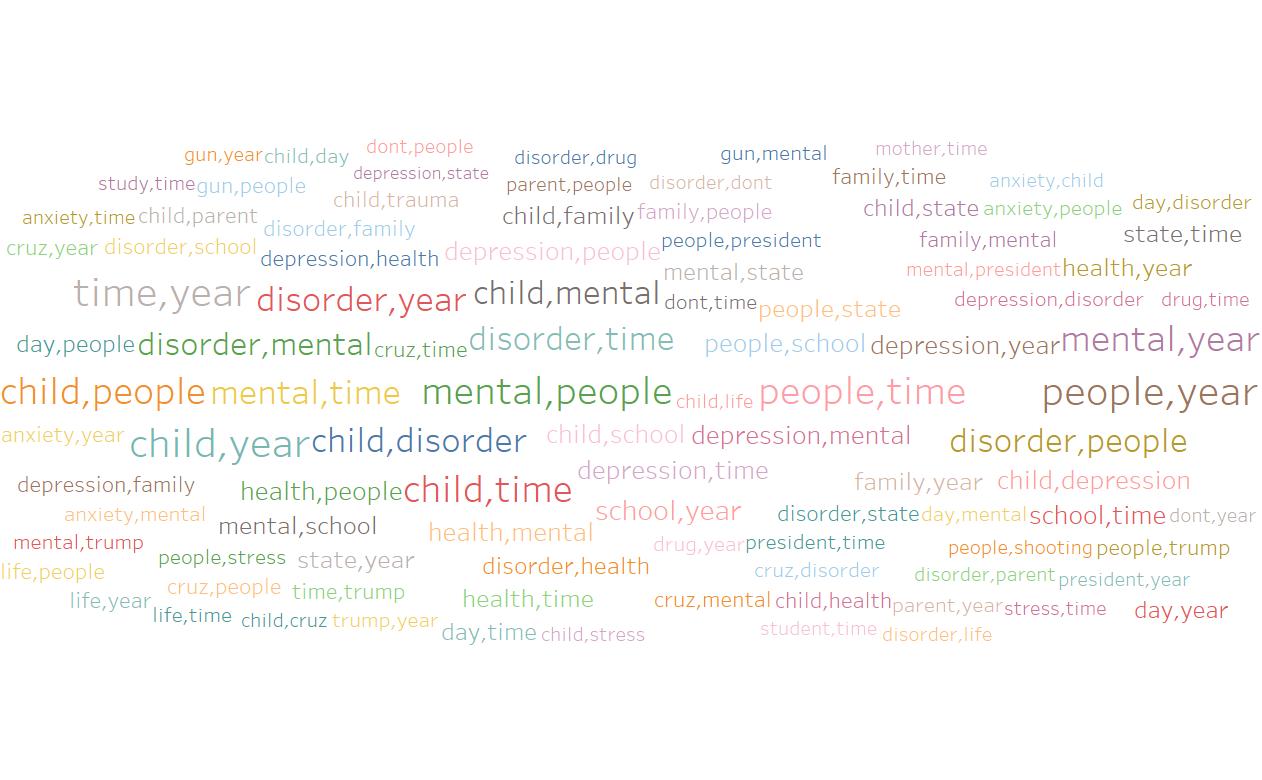 gun,year child,day dont,people disorder,drug gun,mental mother,time
study,time gun,people depression,state parent,people disorder,dont family,time anxiety,child
anxiety,time child,parent child,trauma child,family family,people child,state anxiety,people day,disorder
cruz,year disorder,school disorder,family people,president family,mental state,time
depression,health depression,people mental,state mental,president health,year
time,year disorder,year child,mental dont,time people,state depression,disorder drug,time
day,people disorder,mental cruz,time disorder,time people,school depression,year mental,year
child,people mental,time mental,people child,life people,time people,year
anxiety,year child,year child,disorder child,school depression,mental disorder,people
depression,family health,people child,time depression,time family,year child,depression
anxiety,mental mental,school health,mental school,year disorder,state day,mental school,time dont,year
mental,trump people,stress state,year drug,year president,time people,shooting people,trump
life,people cruz,people time,trump disorder,health cruz,disorder disorder,parent president,year
life,year life,time child,cruz trump,year health,time cruz,mental child,health parent,year stress,time day,year
day,time child,stress student,time disorder,life